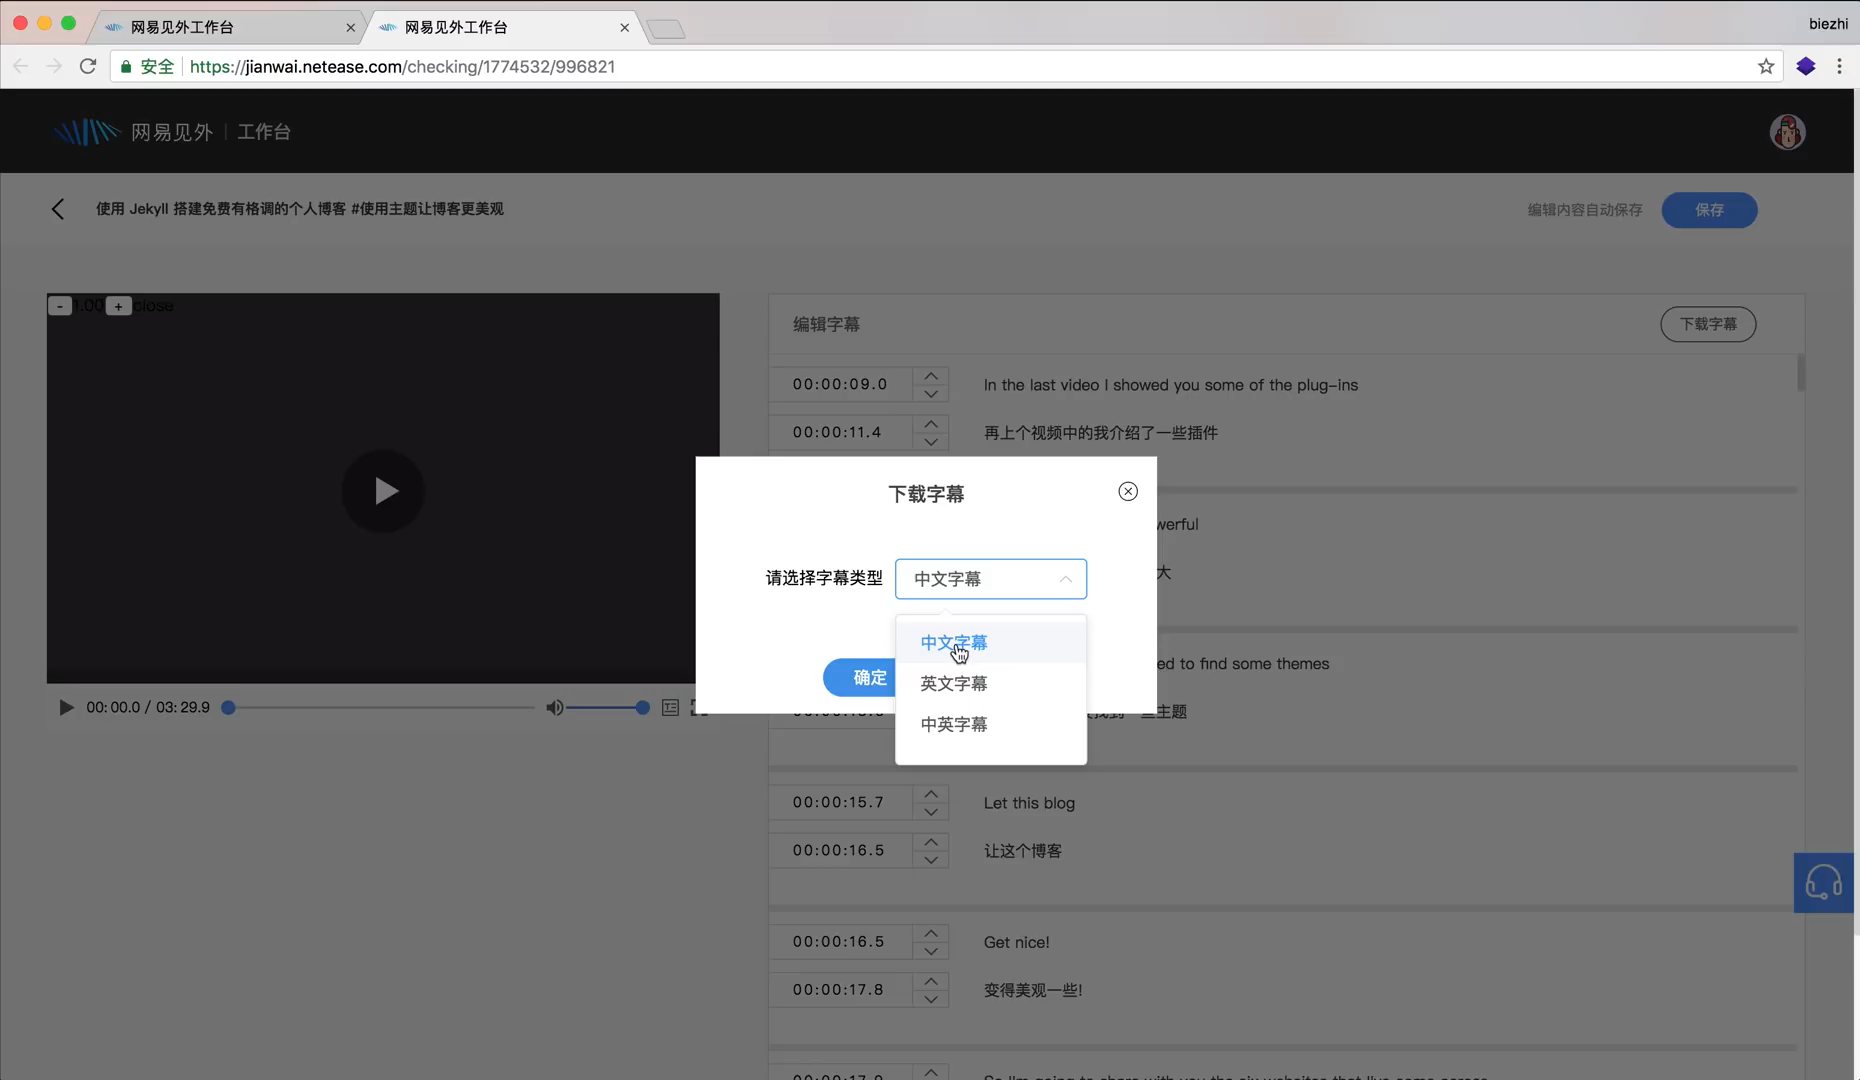 网易见外工作台
网易见外工作台
biezhi
安全
https://jianwai.netease.com/checking/1774532/996821
网易见外 | 工作台
使用 Jekyll 搭建免费有格调的个人博客 #使用主题让博客更美观
编辑内容自动保存
保存
- 1.00 + close
编辑字幕
下载字幕
00:00:09.0
In the last video I showed you some of the plug-ins
00:00:11.4
再上个视频中的我介绍了一些插件
下载字幕
werful
请选择字幕类型
中文字幕
大
中文字幕
ed to find some themes
确定
英文字幕
00:00.0 / 03:29.9
找到一些主题
中英字幕
00:00:15.7
Let this blog
00:00:16.5
让这个博客
00:00:16.5
Get nice!
00:00:17.8
变得美观一些!